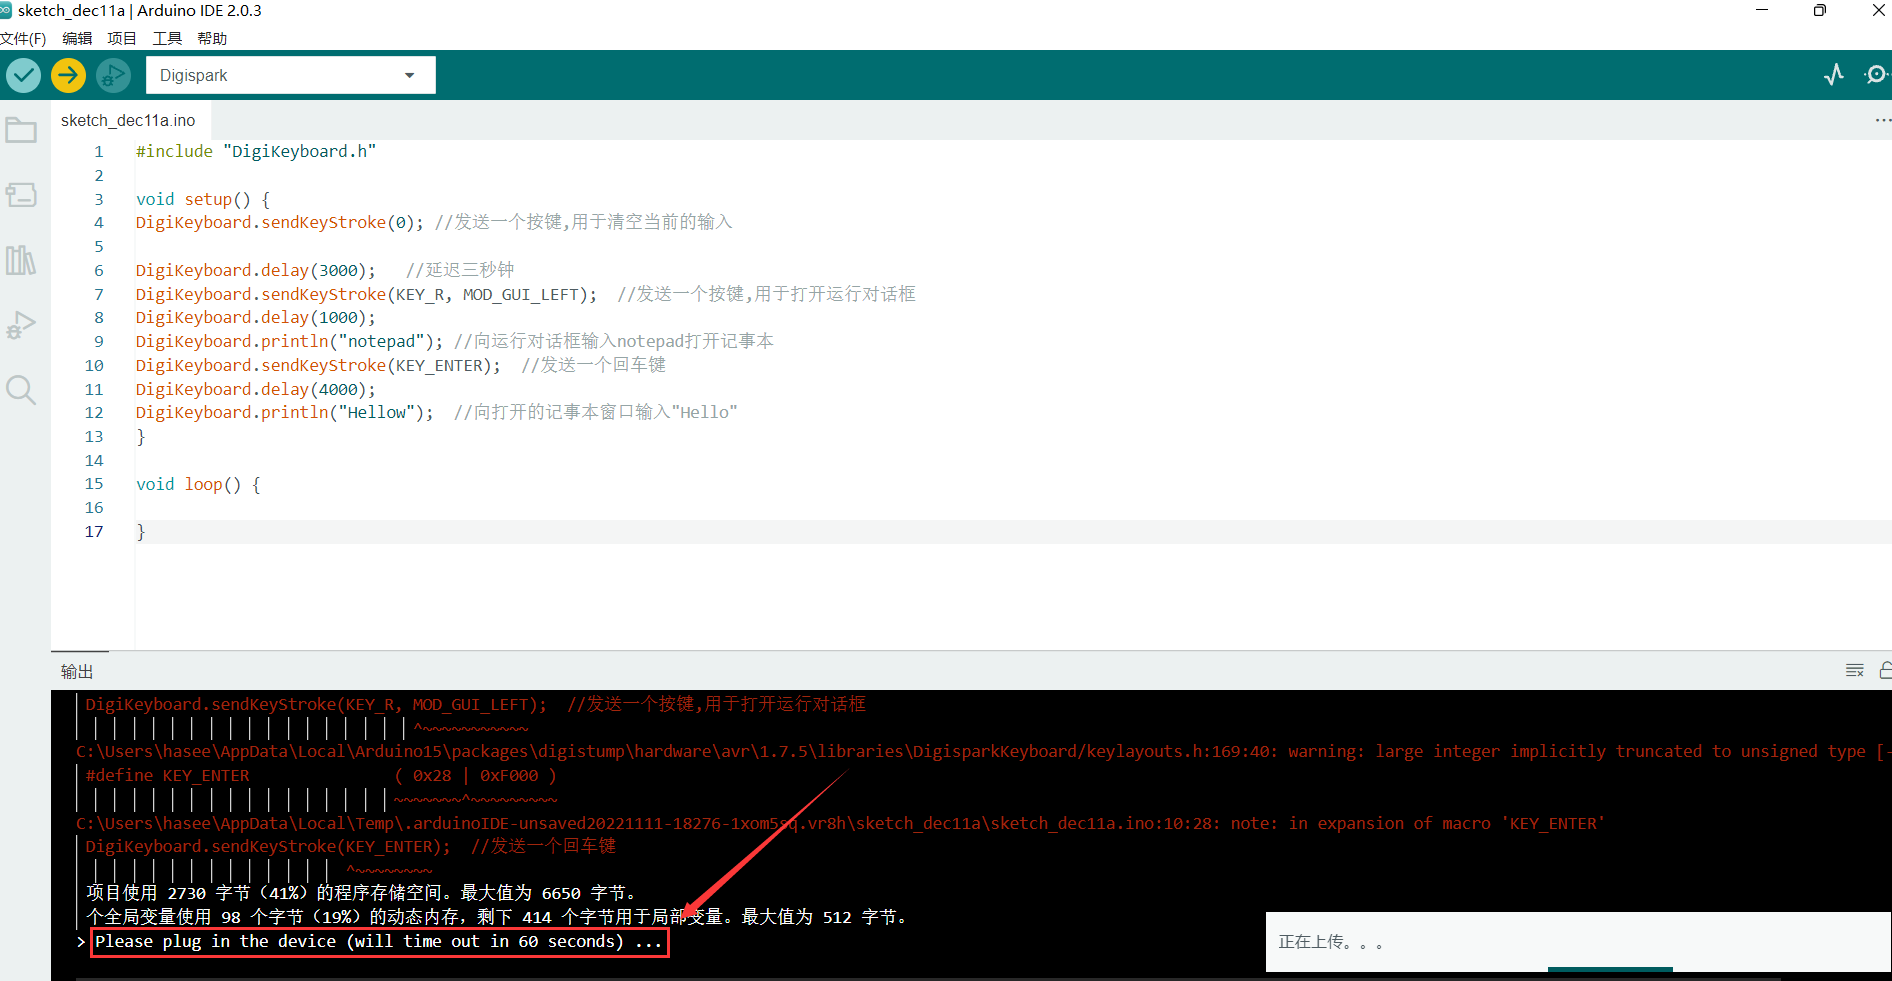 sketch_dec11a | Arduino IDE 2.0.3
文件(F) 编辑 项目 工具 帮助
Digispark
sketch_dec11a.ino
1 #include "DigiKeyboard.h"
2
3 void setup() {
4 DigiKeyboard.sendKeyStroke(0); //发送一个按键,用于清空当前的输入
5
6 DigiKeyboard.delay(3000); //延迟三秒钟
7 DigiKeyboard.sendKeyStroke(KEY_R, MOD_GUI_LEFT); //发送一个按键,用于打开运行对话框
8 DigiKeyboard.delay(1000);
9 DigiKeyboard.println("notepad"); //向运行对话框输入notepad打开记事本
10 DigiKeyboard.sendKeyStroke(KEY_ENTER); //发送一个回车键
11 DigiKeyboard.delay(4000);
12 DigiKeyboard.println("Hellow"); //向打开的记事本窗口输入"Hello"
13 }
14
15 void loop() {
16
17 }
输出
DigiKeyboard.sendKeyStroke(KEY_R, MOD_GUI_LEFT); //发送一个按键,用于打开运行对话框
^~~~~~~~~~~~
C:\Users\hasee\AppData\Local\Arduino15\packages\digistump\hardware\avr\1.7.5\libraries\DigisparkKeyboard/keylayouts.h:169:40: warning: large integer implicitly truncated to unsigned type [-
#define KEY_ENTER ( 0x28 | 0xF000 )
~~~~~~~^~~~~~~~~~
C:\Users\hasee\AppData\Local\Temp\.arduinoIDE-unsaved20221111-18276-1xom5sq.vr8h\sketch_dec11a\sketch_dec11a.ino:10:28: note: in expansion of macro 'KEY_ENTER'
DigiKeyboard.sendKeyStroke(KEY_ENTER); //发送一个回车键
^~~~~~~~~
项目使用 2730 字节（41%）的程序存储空间。最大值为 6650 字节。
个全局变量使用 98 个字节（19%）的动态内存，剩下 414 个字节用于局部变量。最大值为 512 字节。
> Please plug in the device (will time out in 60 seconds) ...
正在上传。。。